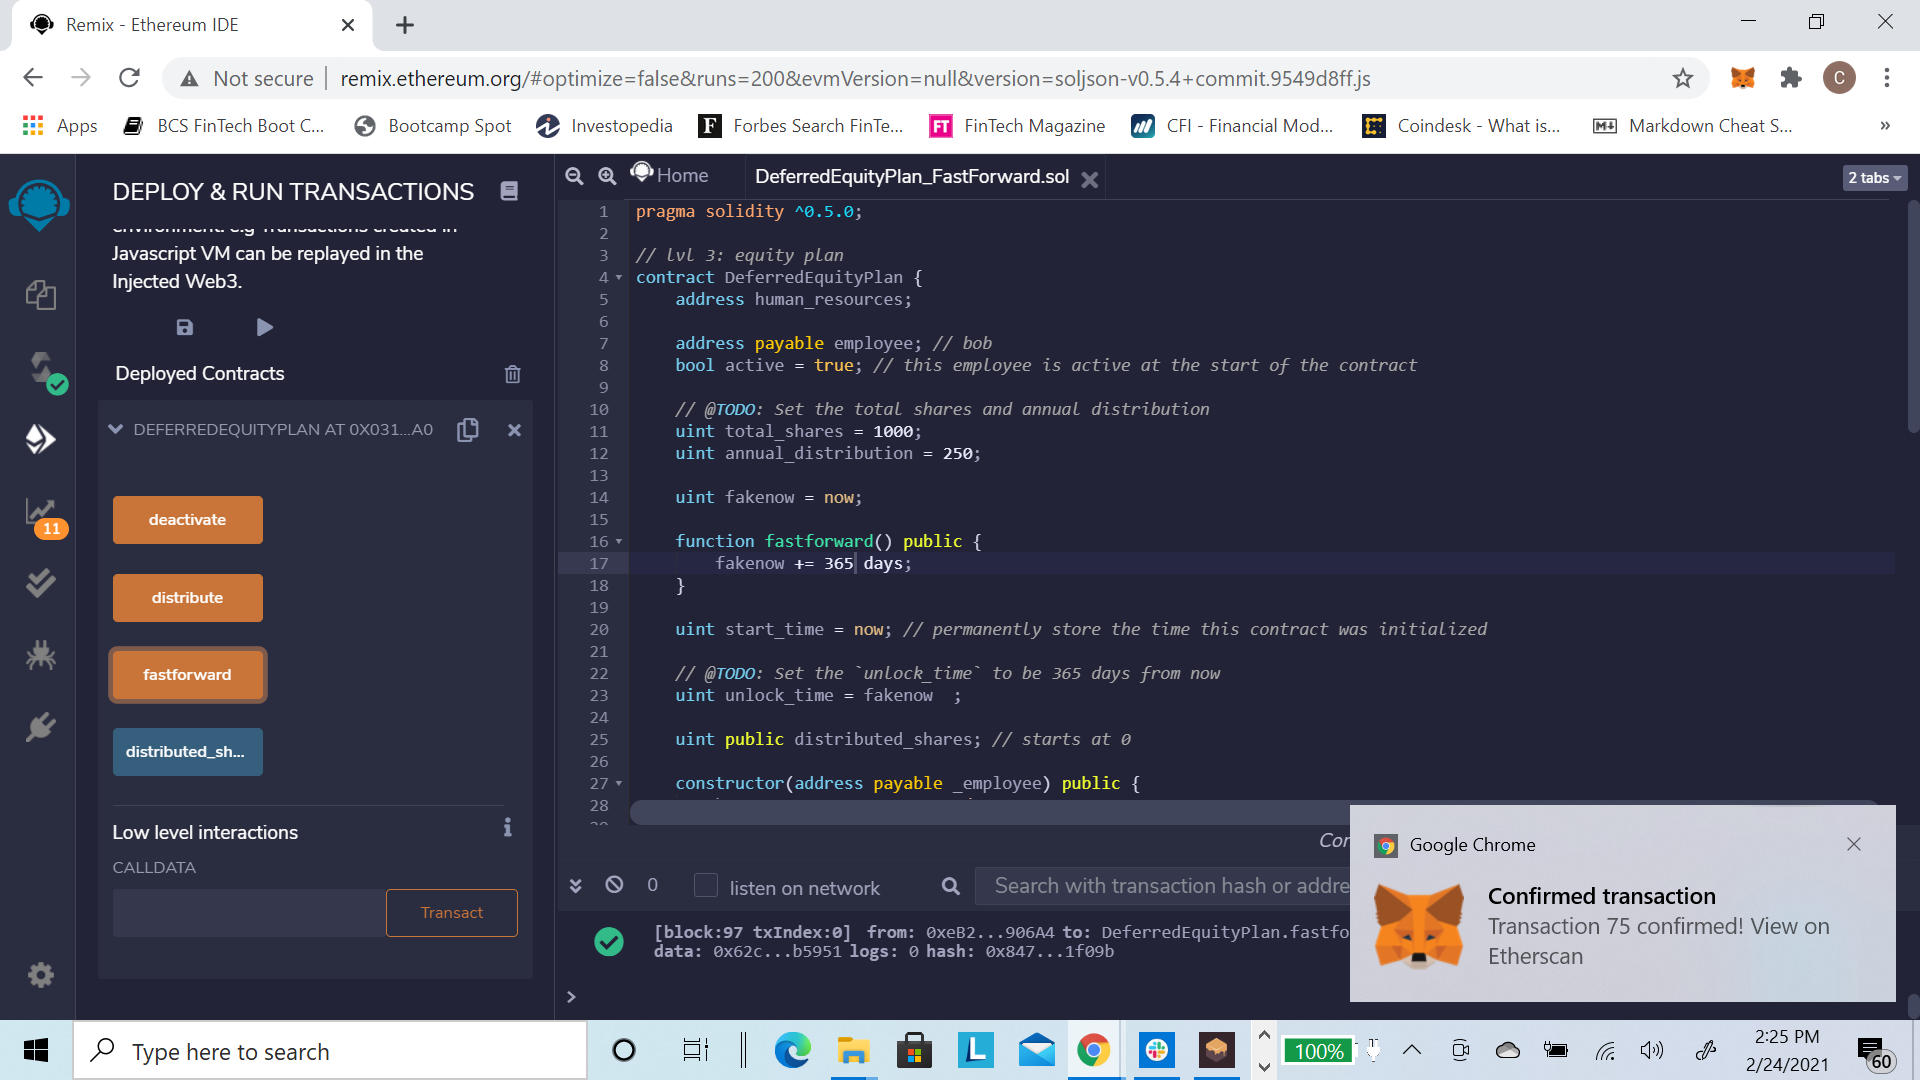 Remix - Ethereum IDE
Not secure
remix.ethereum.org/#optimize=false&runs=200&evmVersion=null&version=soljson-v0.5.4+commit.9549d8ff.js
C
Apps
BCS FinTech Boot C...
Bootcamp Spot
Investopedia
F
Forbes Search FinTe...
FT
FinTech Magazine
CFI - Financial Mod...
Coindesk - What is...
Markdown Cheat S...
»
DEPLOY & RUN TRANSACTIONS
environment. e.g Transactions created in
Javascript VM can be replayed in the
Injected Web3.
Deployed Contracts
DEFERREDEQUITYPLAN AT 0X031...A0
deactivate
distribute
fastforward
distributed_sh...
Low level interactions
CALLDATA
Transact
11
Home
DeferredEquityPlan_FastForward.sol
2 tabs
1 pragma solidity ^0.5.0;
2
3 // lvl 3: equity plan
4 contract DeferredEquityPlan {
5 address human_resources;
6
7 address payable employee; // bob
8 bool active = true; // this employee is active at the start of the contract
9
10 // @TODO: Set the total shares and annual distribution
11 uint total_shares = 1000;
12 uint annual_distribution = 250;
13
14 uint fakenow = now;
15
16 function fastforward() public {
17 fakenow += 365 days;
18 }
19
20 uint start_time = now; // permanently store the time this contract was initialized
21
22 // @TODO: Set the `unlock_time` to be 365 days from now
23 uint unlock_time = fakenow  ;
24
25 uint public distributed_shares; // starts at 0
26
27 constructor(address payable _employee) public {
28
0
listen on network
Search with transaction hash or addre
[block:97 txIndex:0] from: 0xeB2...906A4 to: DeferredEquityPlan.fastfo
data: 0x62c...b5951 logs: 0 hash: 0x847...1f09b
>
Google Chrome
Confirmed transaction
Transaction 75 confirmed! View on
Etherscan
Type here to search
L
100%
2:25 PM
2/24/2021
60